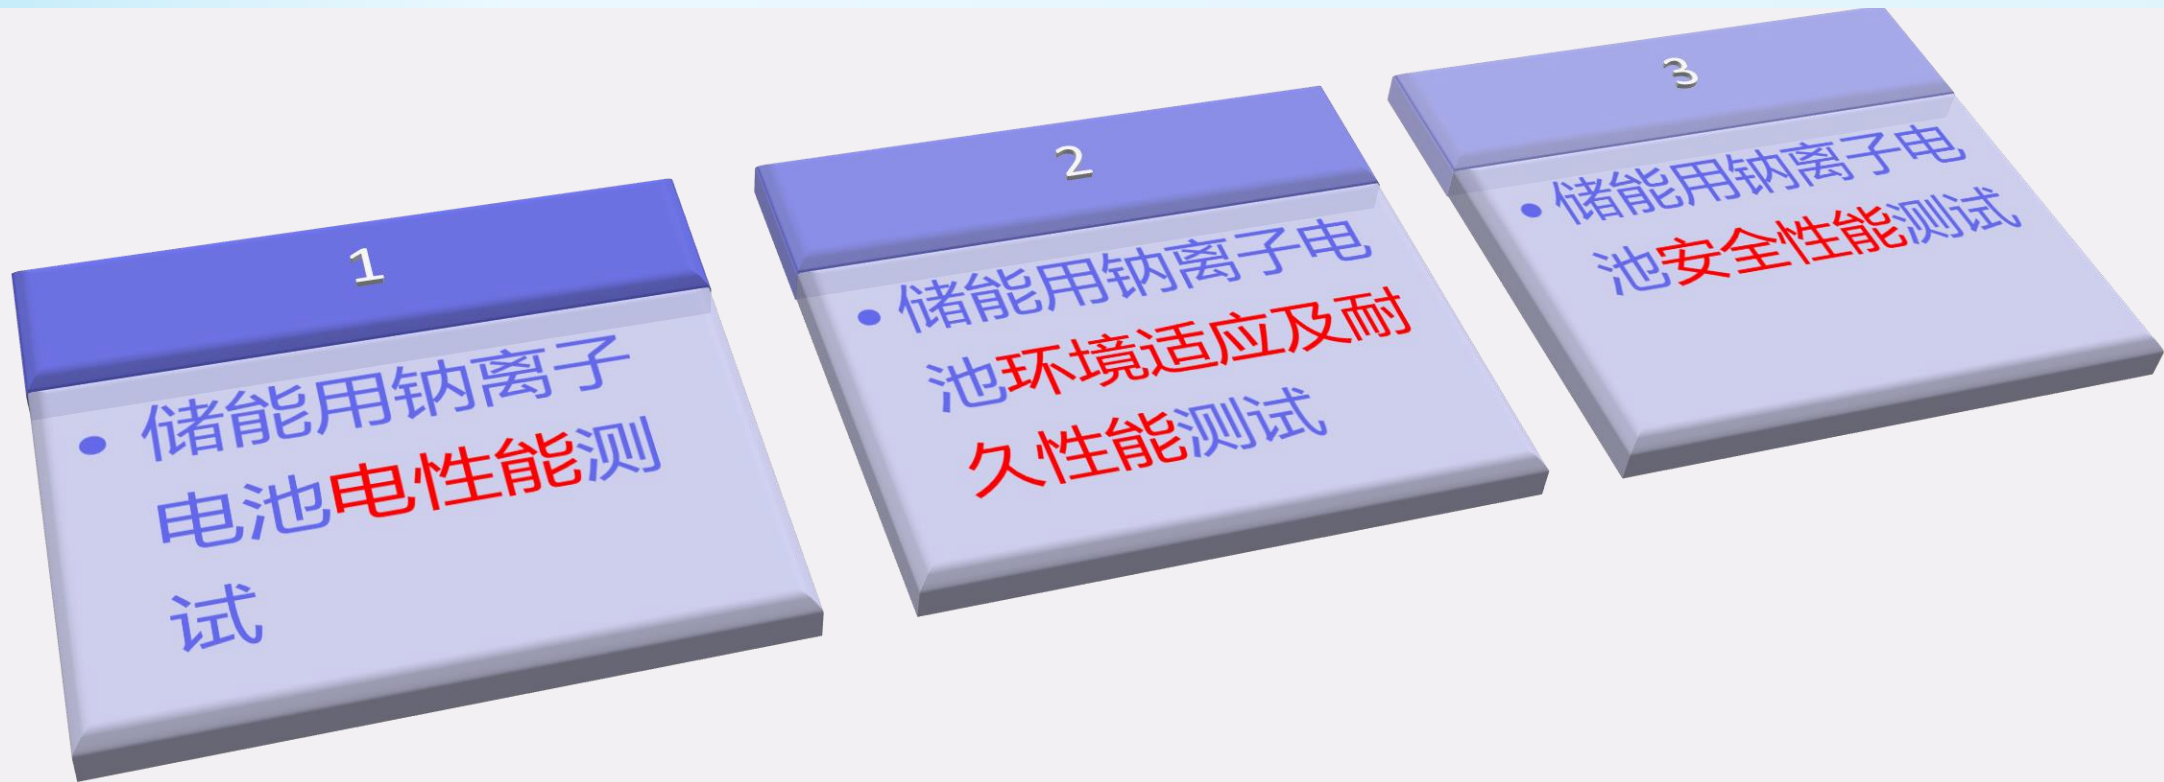 1
• 储能用钠离子
电池电性能测
试
2
• 储能用钠离子电
池环境适应及耐
久性能测试
3
• 储能用钠离子电
池安全性能测试